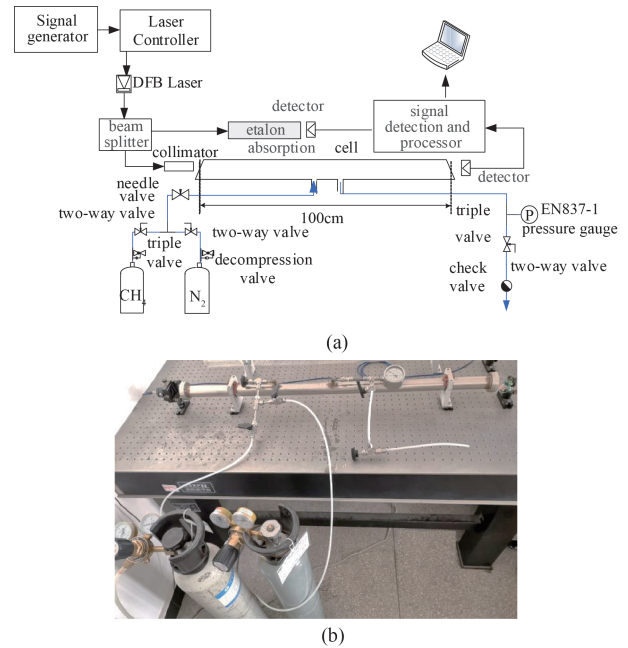 Signal
generator
Laser
Controller
DFB Laser
beam
splitter
collimator
detector
etalon
absorption
cell
signal
detection and
processor
detector
needle
valve
two-way valve
triple
valve
two-way valve
decompression
valve
100cm
CH4
N2
triple
valve
P
EN837-1
pressure gauge
check
valve
two-way valve
(a)
(b)